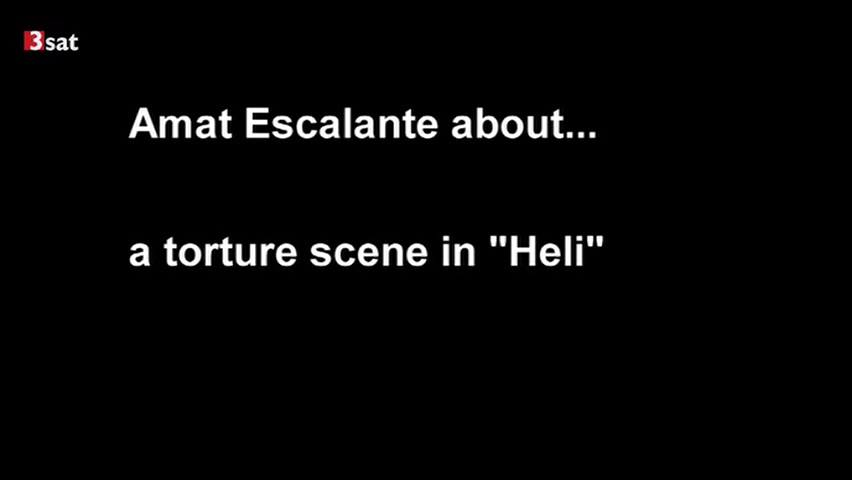 3sat
Amat Escalante about...
a torture scene in "Heli"